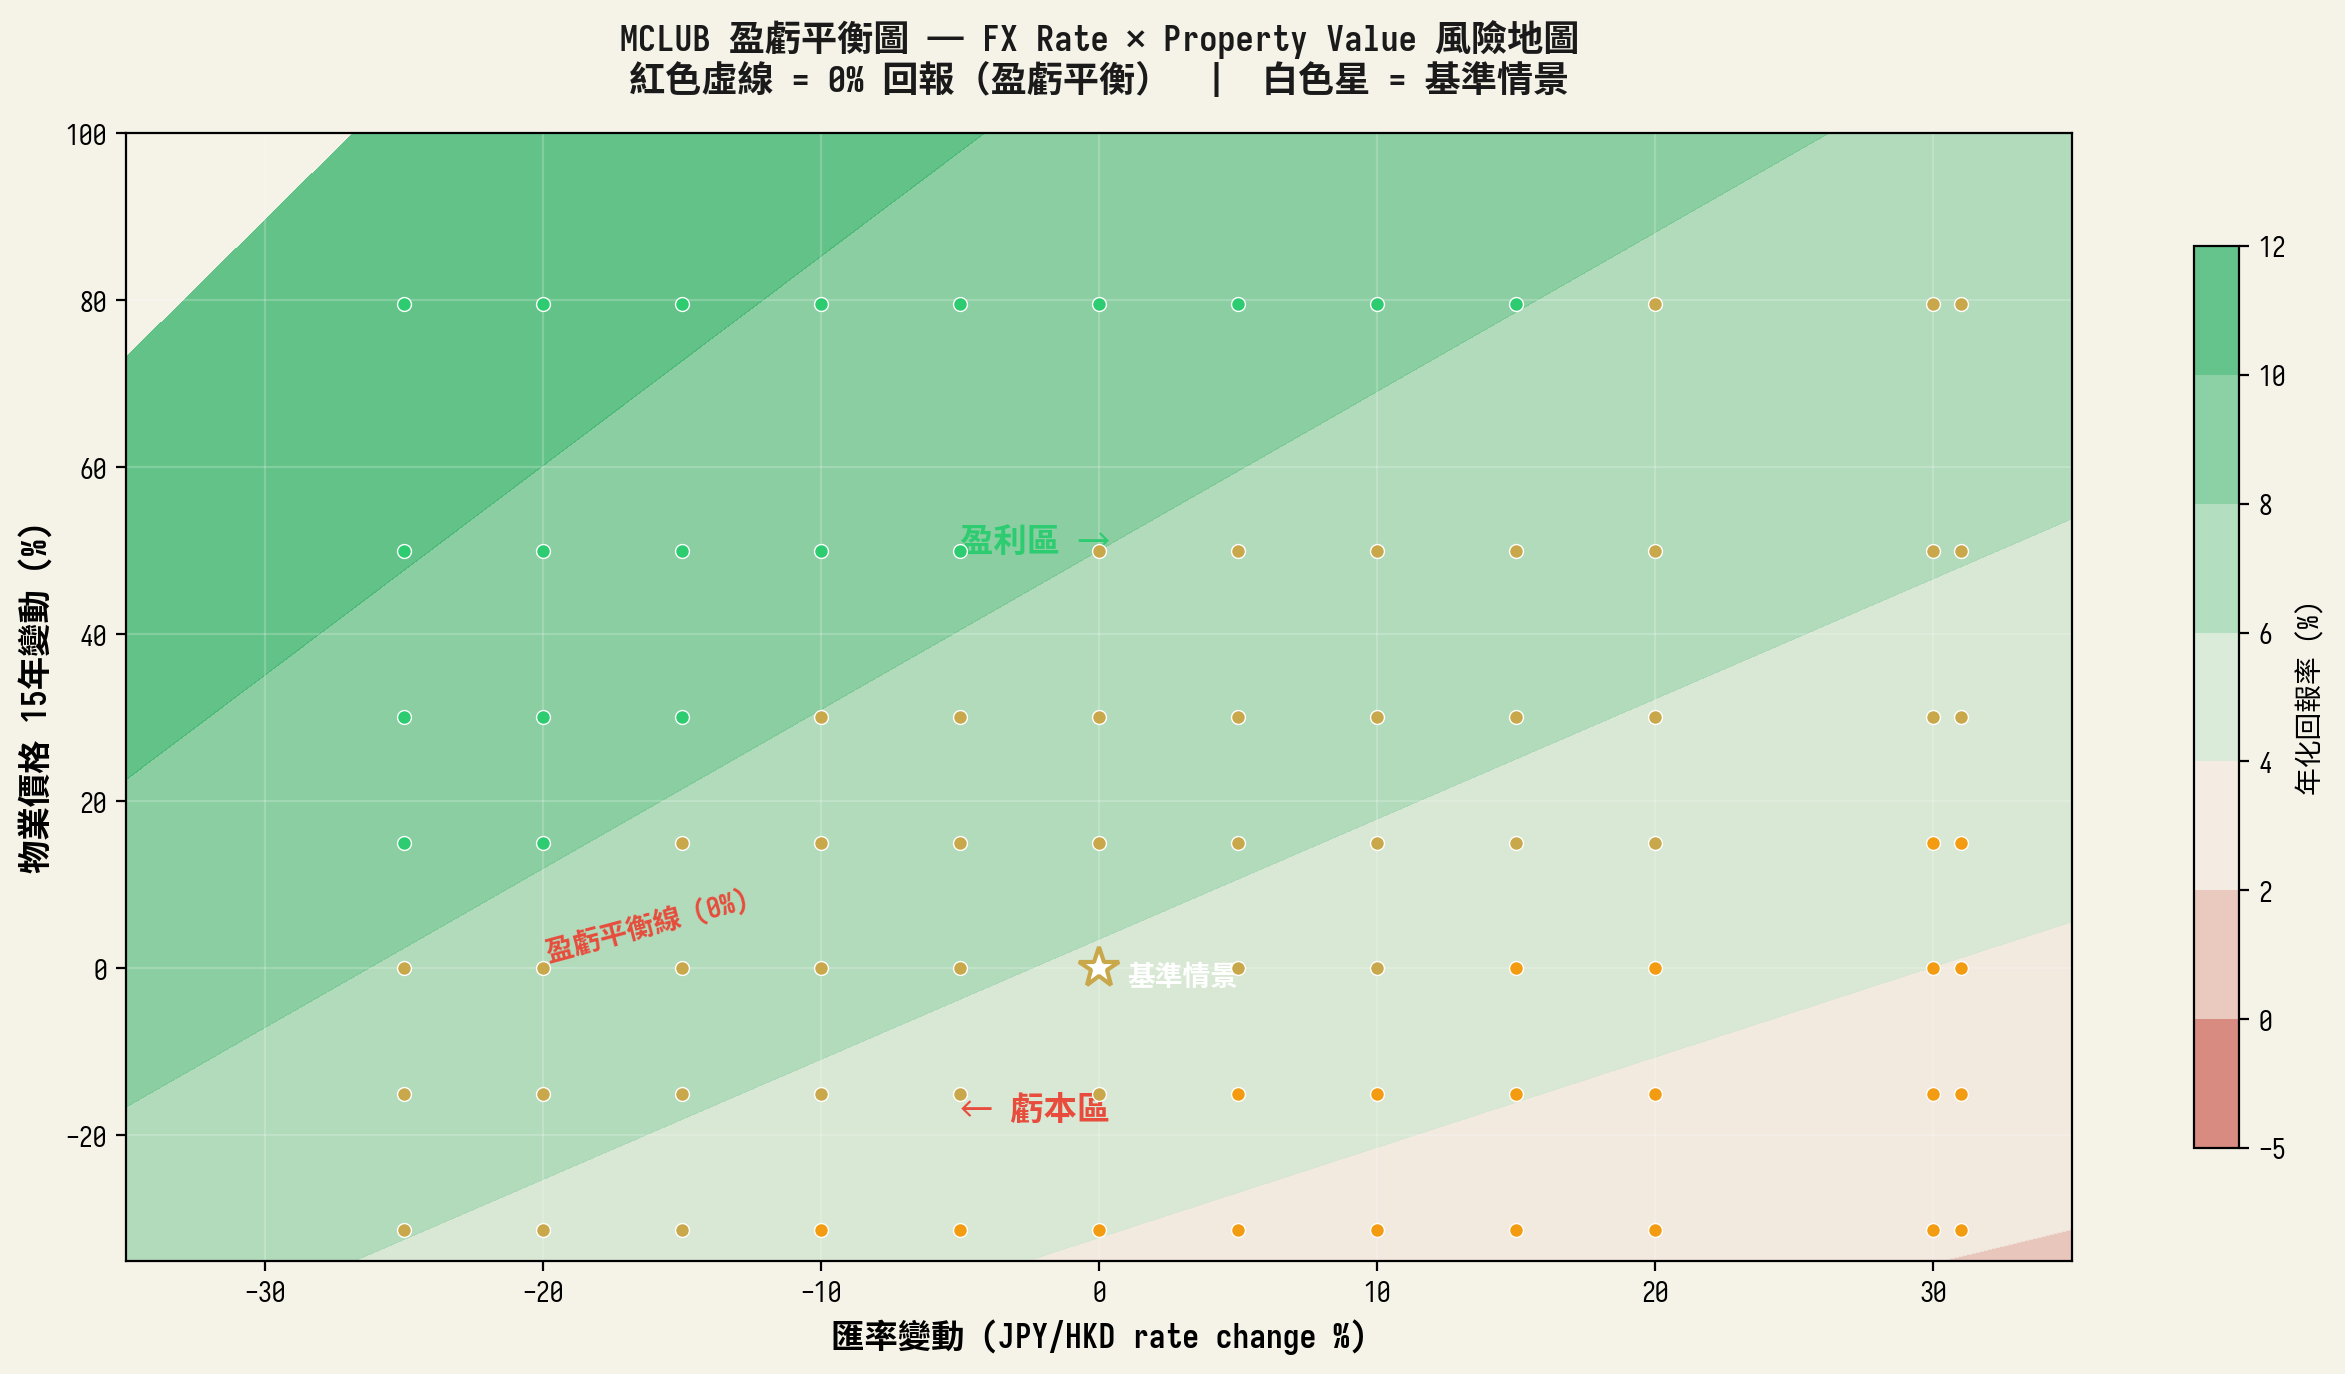 MCLUB 盈虧平衡圖 — FX Rate × Property Value 風險地圖
紅色虛線 = 0% 回報（盈虧平衡） | 白色星 = 基準情景
100
80
60
40
20
0
-20
物業價格 15年變動 (%)
盈利區 →
盈虧平衡線 (0%)
基準情景
← 虧本區
-30
-20
-10
0
10
20
30
匯率變動 (JPY/HKD rate change %)
12
10
8
6
4
2
0
-5
年化回報率 (%)